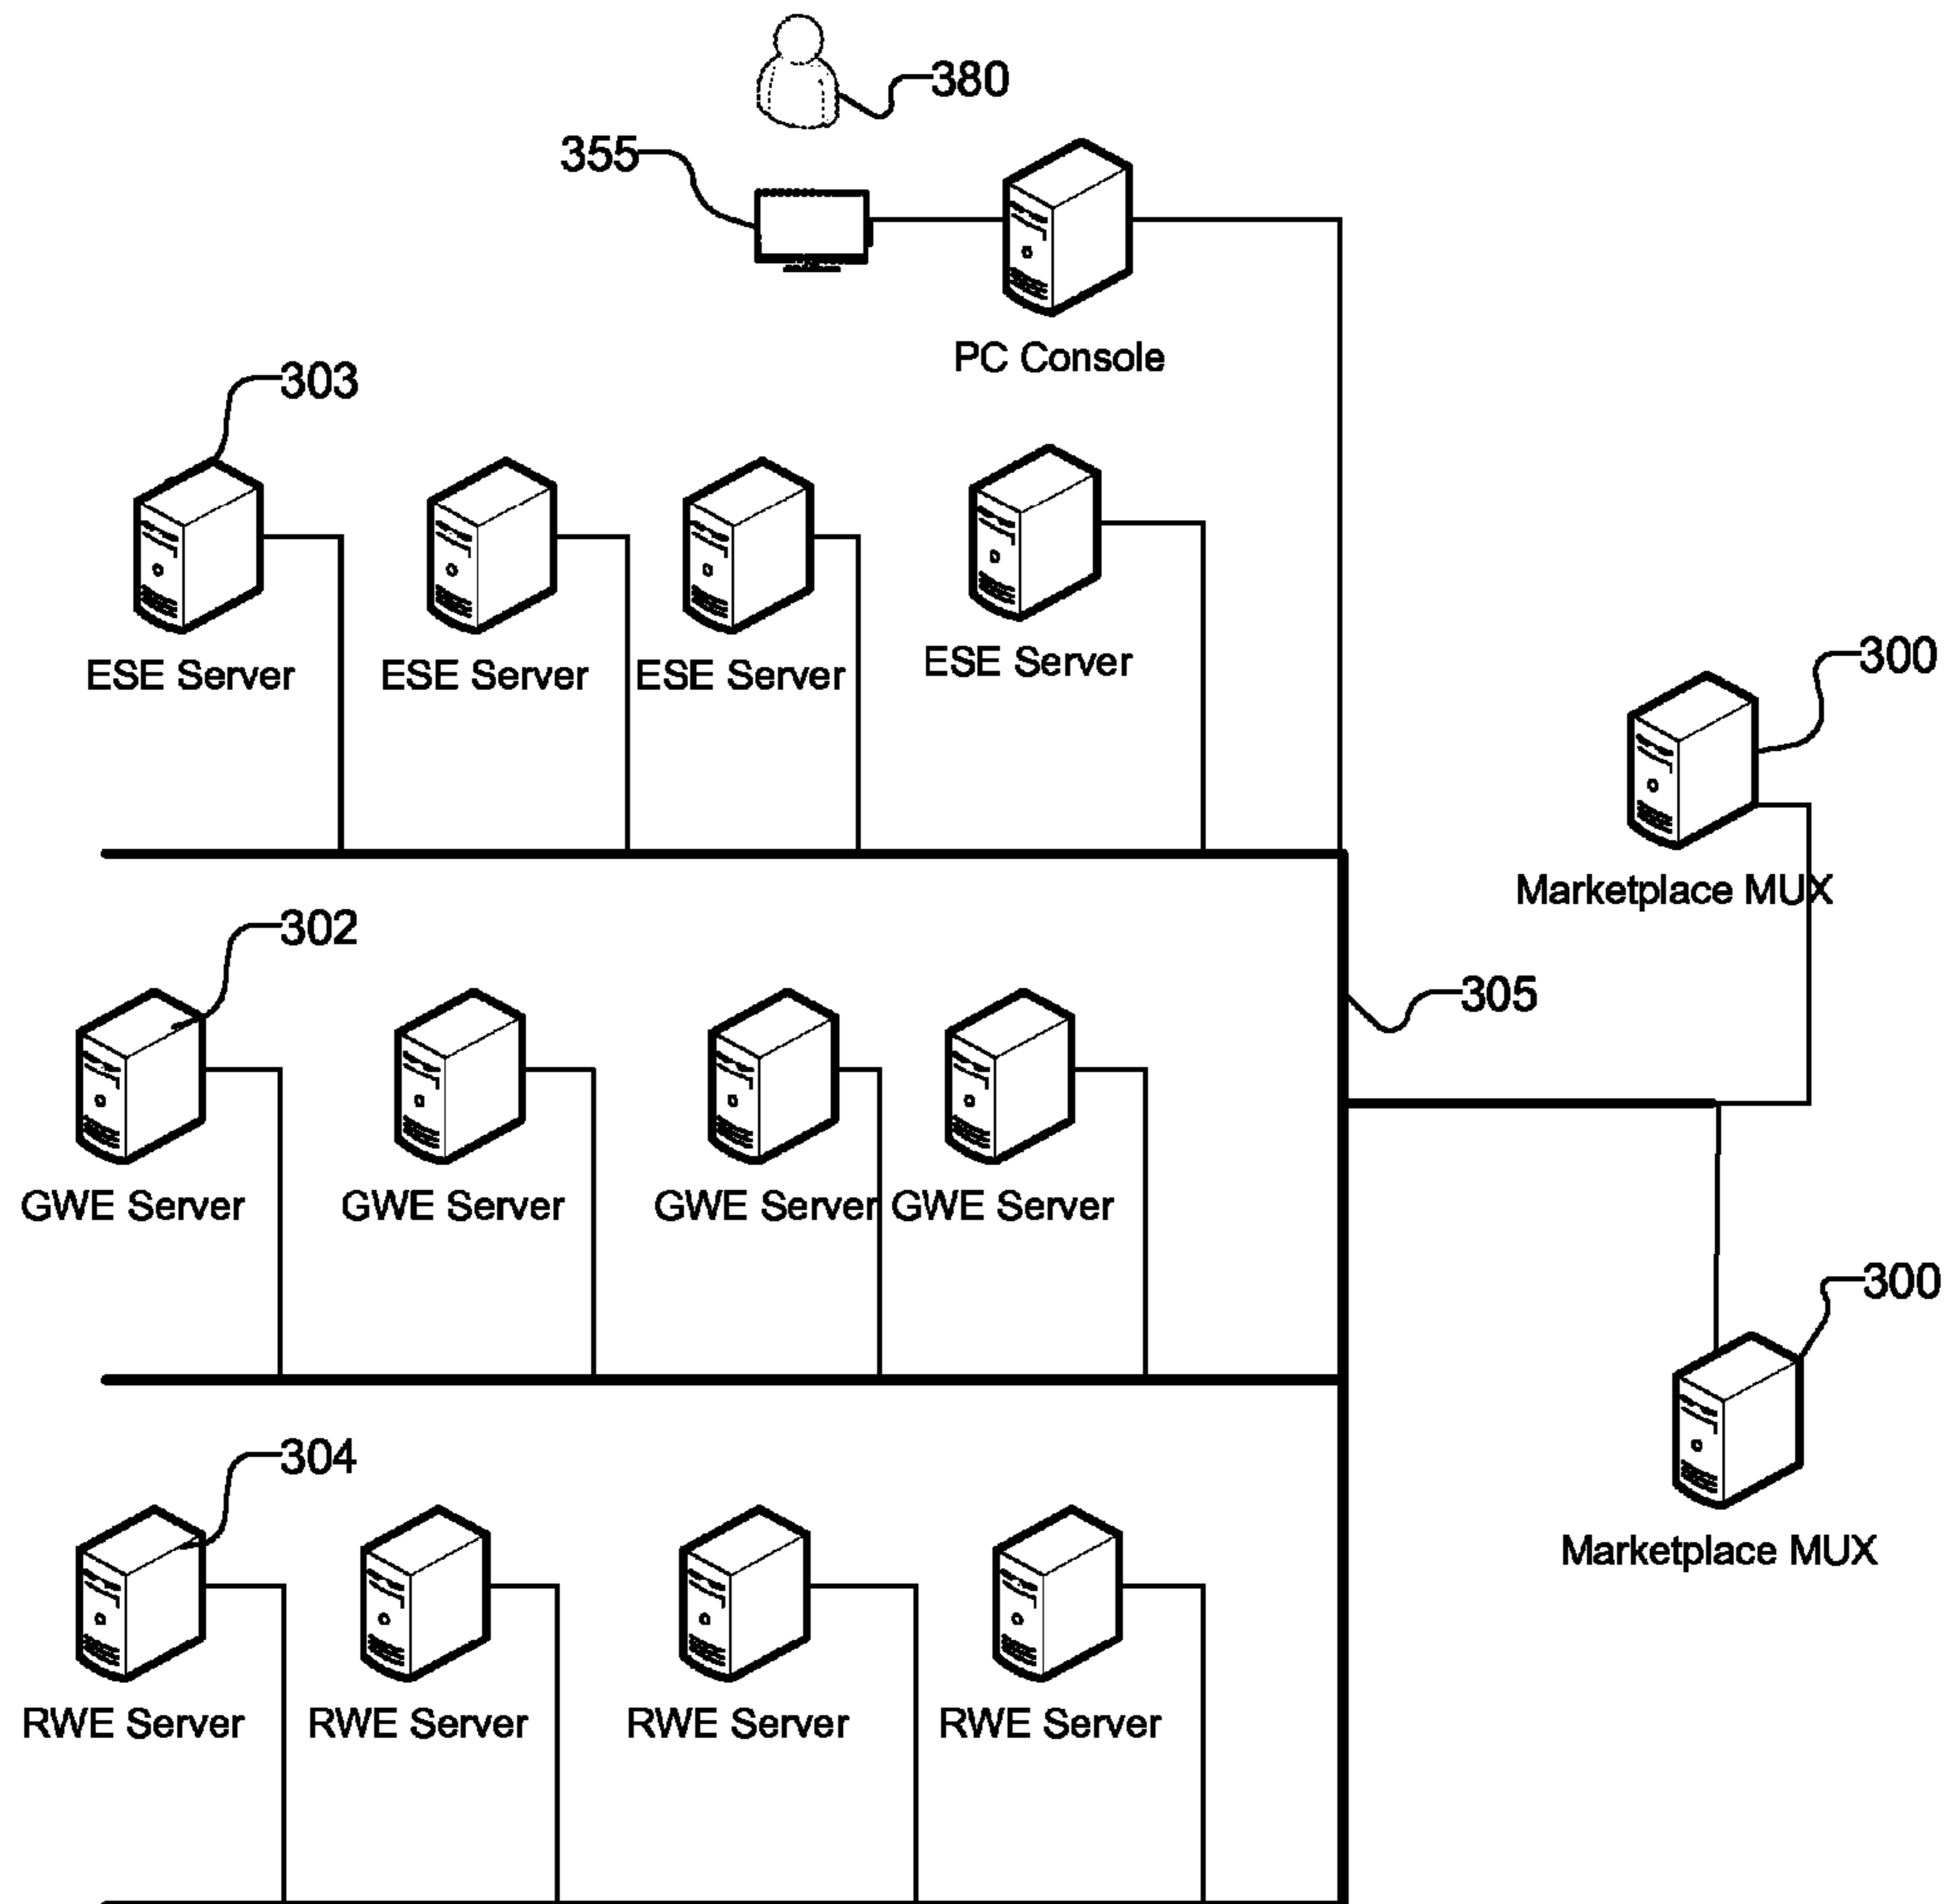 380
355
PC Console
303
ESE Server
ESE Server
ESE Server
ESE Server
300
Marketplace MUX
302
305
GWE Server
GWE Server
GWE Server
GWE Server
300
Marketplace MUX
304
RWE Server
RWE Server
RWE Server
RWE Server